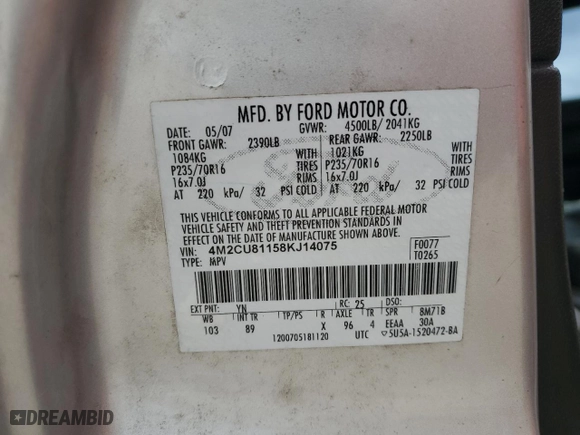 MFD. BY FORD MOTOR CO.
DATE: 05/07 GVWR: 4500LB/ 2041KG
FRONT GAWR: 2390LB REAR GAWR: 2250LB
1084KG WITH 1021KG WITH
P235/70R16 TIRES P235/70R16 TIRES
16x7.0J RIMS 16x7.0J RIMS
AT 220 kPa/ 32 PSI COLD AT 220 kPa/ 32 PSI COLD
THIS VEHICLE CONFORMS TO ALL APPLICABLE FEDERAL MOTOR
VEHICLE SAFETY AND THEFT PREVENTION STANDARDS IN
EFFECT ON THE DATE OF MANUFACTURE SHOWN ABOVE.
VIN: 4M2CU81158KJ14075 F0077
TYPE: MPV T0265
EXT PNT: YN RC: 25 DSO:
WB INT TR TP/PS R AXLE TR SPR 8M71B
103 89 X 96 4 EEAA 30A
1200705181120 UTC 5U5A-1520472-BA
Ford
DREAMBID